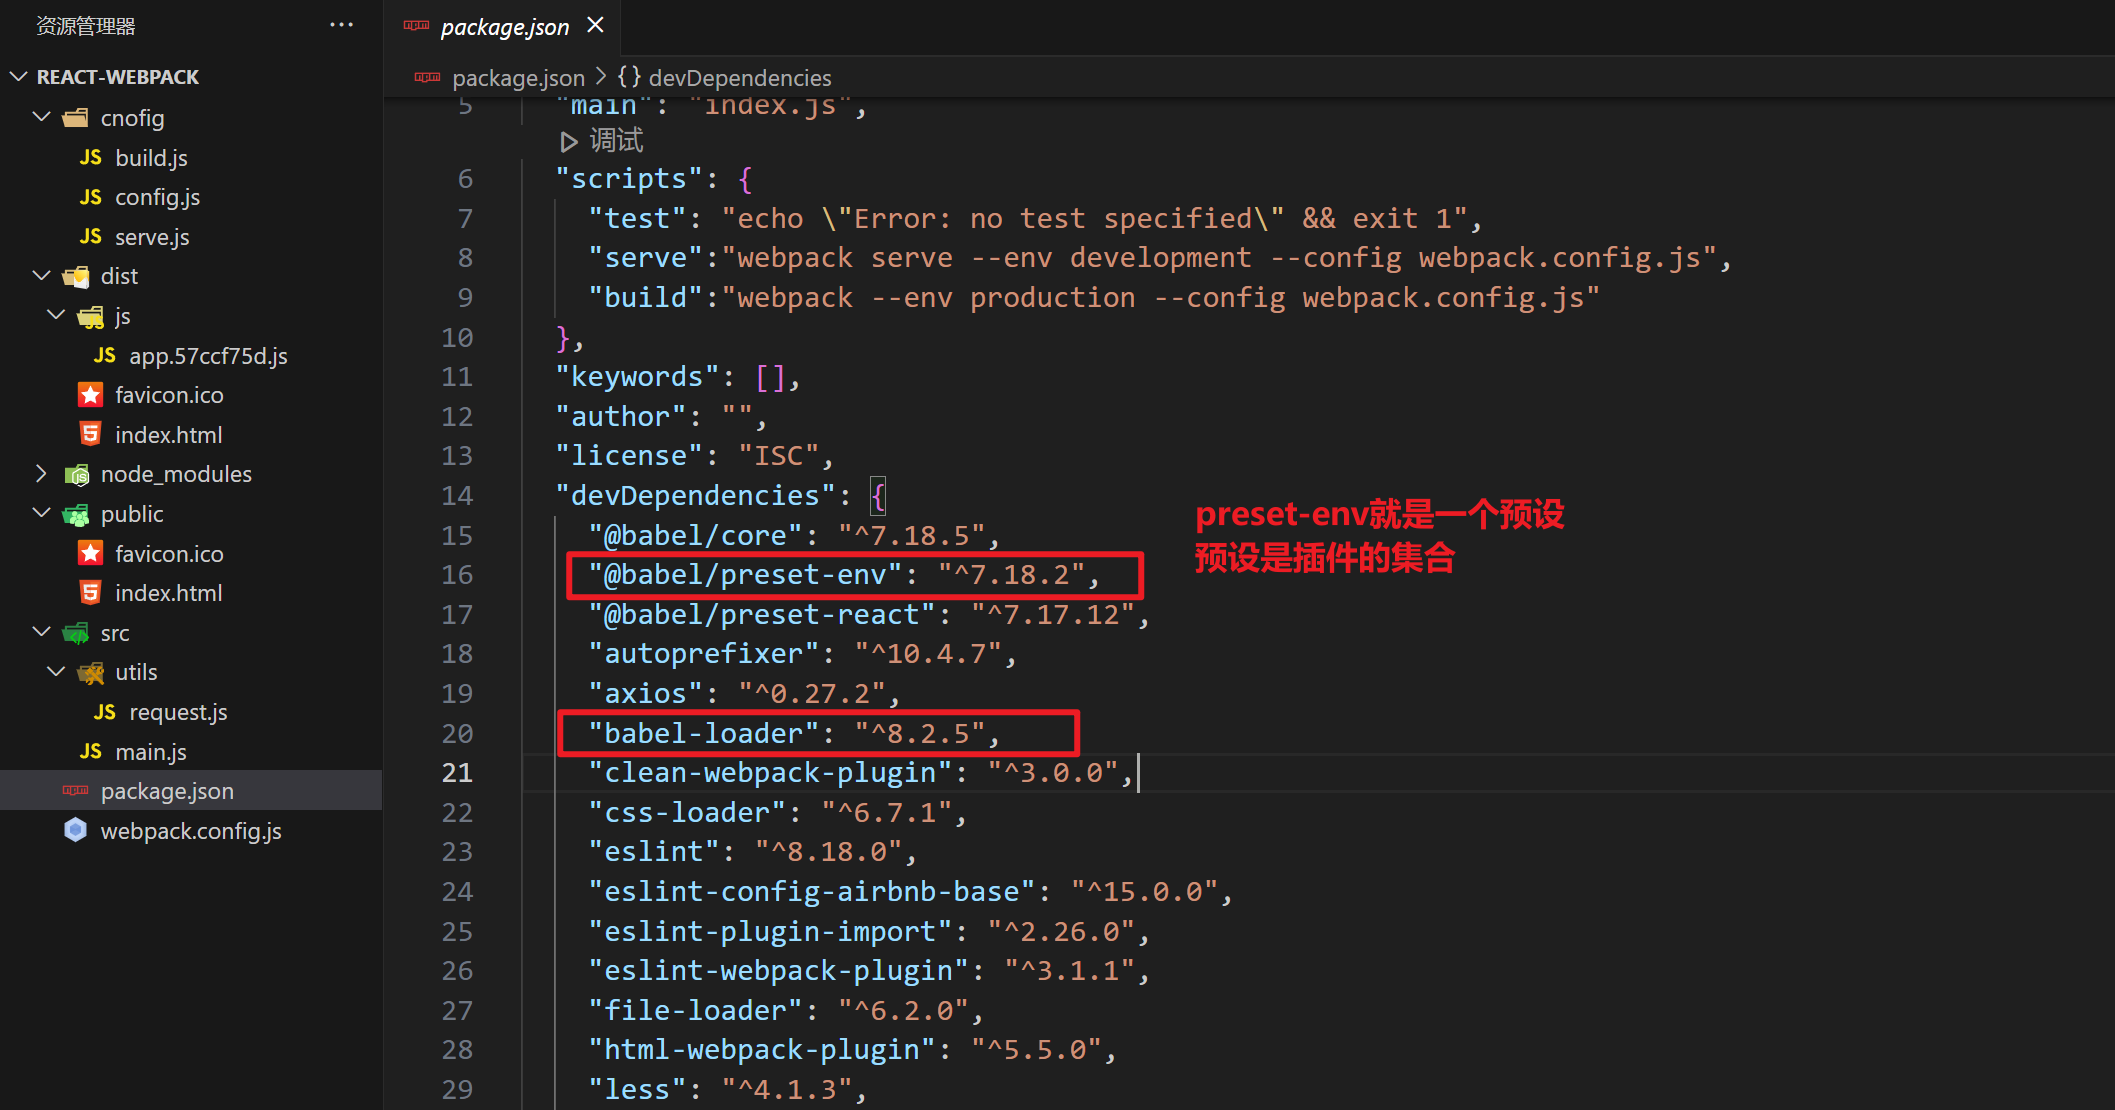 资源管理器
REACT-WEBPACK
cnofig
JS build.js
JS config.js
JS serve.js
dist
js
JS app.57ccf75d.js
favicon.ico
index.html
node_modules
public
favicon.ico
index.html
src
utils
JS request.js
JS main.js
package.json
webpack.config.js
package.json
package.json > {} devDependencies
5 "main": "index.js",
调试
6 "scripts": {
7 "test": "echo \"Error: no test specified\" && exit 1",
8 "serve":"webpack serve --env development --config webpack.config.js",
9 "build":"webpack --env production --config webpack.config.js"
10 },
11 "keywords": [],
12 "author": "",
13 "license": "ISC",
14 "devDependencies": {
15 "@babel/core": "^7.18.5",
16 "@babel/preset-env": "^7.18.2",
17 "@babel/preset-react": "^7.17.12",
18 "autoprefixer": "^10.4.7",
19 "axios": "^0.27.2",
20 "babel-loader": "^8.2.5",
21 "clean-webpack-plugin": "^3.0.0",
22 "css-loader": "^6.7.1",
23 "eslint": "^8.18.0",
24 "eslint-config-airbnb-base": "^15.0.0",
25 "eslint-plugin-import": "^2.26.0",
26 "eslint-webpack-plugin": "^3.1.1",
27 "file-loader": "^6.2.0",
28 "html-webpack-plugin": "^5.5.0",
29 "less": "^4.1.3",
preset-env就是一个预设
预设是插件的集合